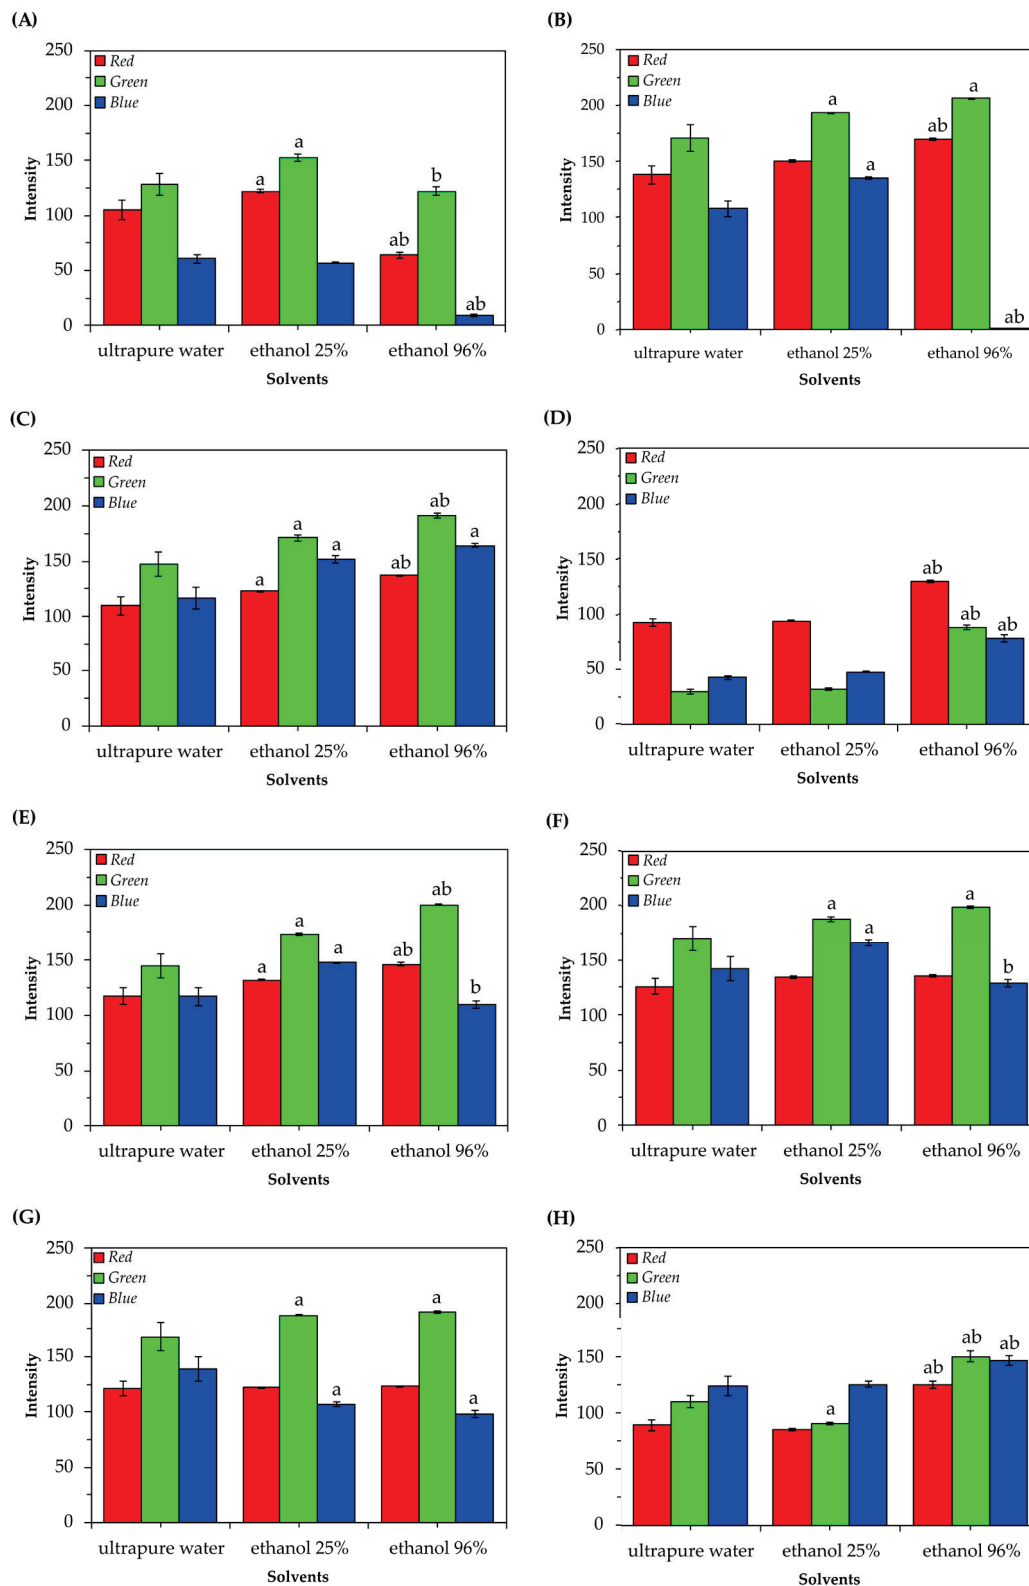 (A)
250
200
150
100
50
0
Intensity
Red
Green
Blue
a
a
ab
b
ab
ultrapure water
ethanol 25%
ethanol 96%
Solvents
(B)
250
200
150
100
50
0
Intensity
Red
Green
Blue
a
a
ab
a
ab
ultrapure water
ethanol 25%
ethanol 96%
Solvents
(C)
250
200
150
100
50
0
Intensity
Red
Green
Blue
a
a
a
ab
ab
a
ultrapure water
ethanol 25%
ethanol 96%
Solvents
(D)
250
200
150
100
50
0
Intensity
Red
Green
Blue
ab
ab
ab
ultrapure water
ethanol 25%
ethanol 96%
Solvents
(E)
250
200
150
100
50
0
Intensity
Red
Green
Blue
a
a
a
ab
ab
b
ultrapure water
ethanol 25%
ethanol 96%
Solvents
(F)
250
200
150
100
50
0
Intensity
Red
Green
Blue
a
a
a
b
ultrapure water
ethanol 25%
ethanol 96%
Solvents
(G)
250
200
150
100
50
0
Intensity
Red
Green
Blue
a
a
a
a
ultrapure water
ethanol 25%
ethanol 96%
Solvents
(H)
250
200
150
100
50
0
Intensity
Red
Green
Blue
a
ab
ab
ab
ultrapure water
ethanol 25%
ethanol 96%
Solvents